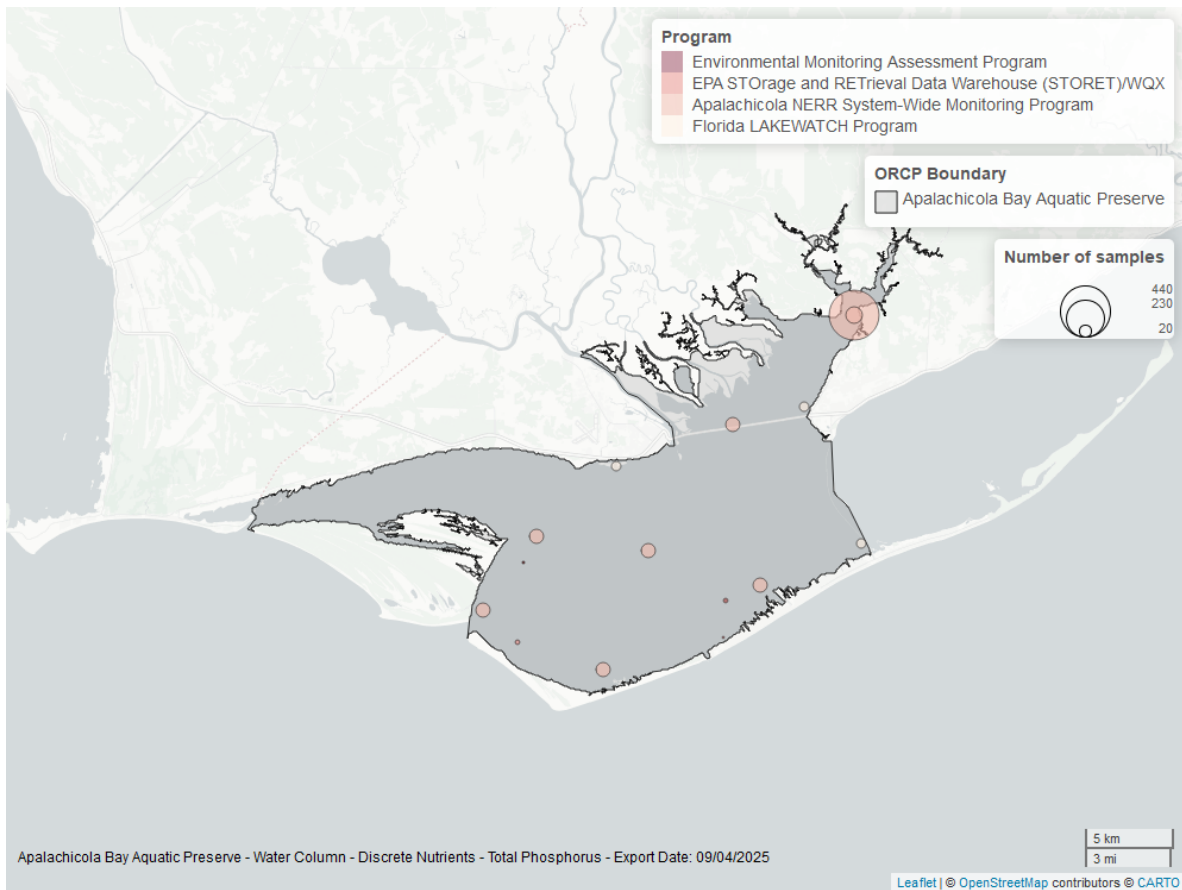 Program
Environmental Monitoring Assessment Program
EPA STOrage and RETrieval Data Warehouse (STORET)/WQX
Apalachicola NERR System-Wide Monitoring Program
Florida LAKEWATCH Program
ORCP Boundary
Apalachicola Bay Aquatic Preserve
Number of samples
440
230
20
5 km
3 mi
Apalachicola Bay Aquatic Preserve - Water Column - Discrete Nutrients - Total Phosphorus - Export Date: 09/04/2025
Leaflet | © OpenStreetMap contributors © CARTO